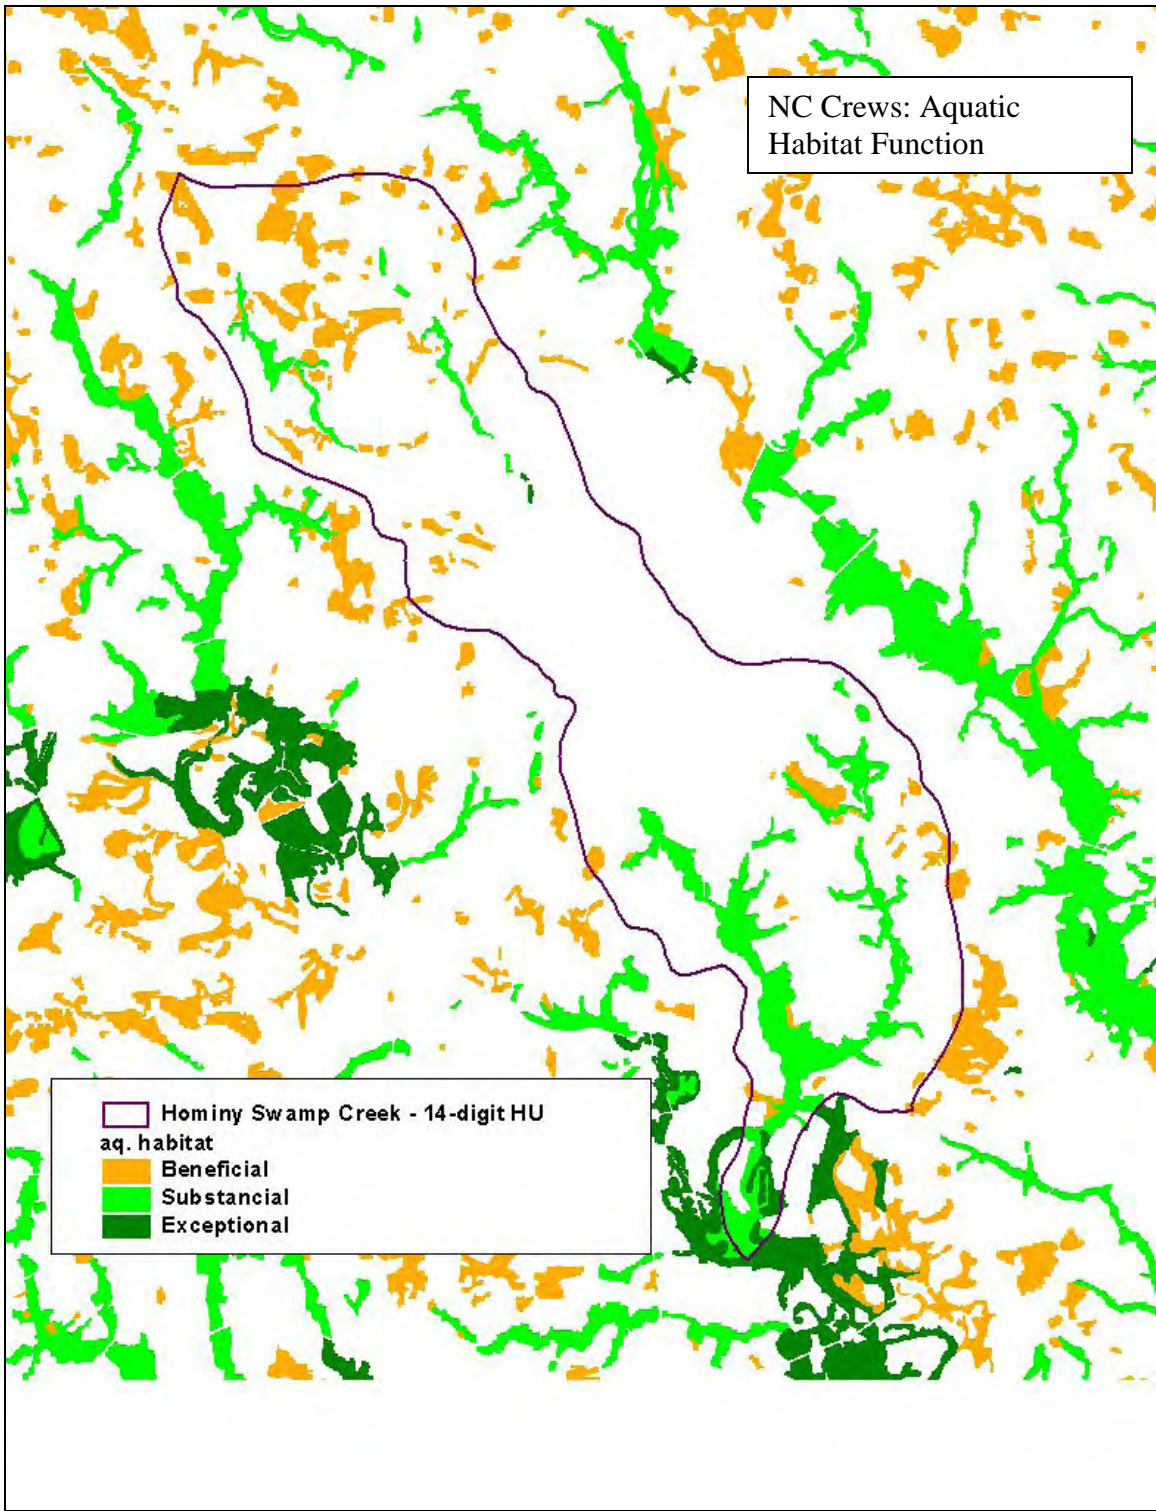 NC Crews: Aquatic
Habitat Function
Hominy Swamp Creek - 14-digit HU
aq. habitat
Beneficial
Substancial
Exceptional